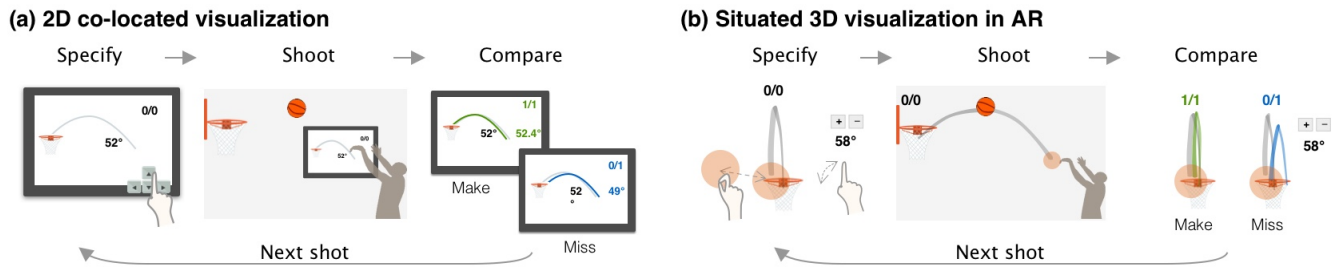 (a) 2D co-located visualization
Specify
Shoot
Compare
0/0
52°
0/0
52°
1/1
52°
52.4°
Make
0/1
52
°
49°
Miss
Next shot
(b) Situated 3D visualization in AR
Specify
Shoot
Compare
0/0
+ −
58°
0/0
1/1
Make
0/1
Miss
+ −
58°
Next shot